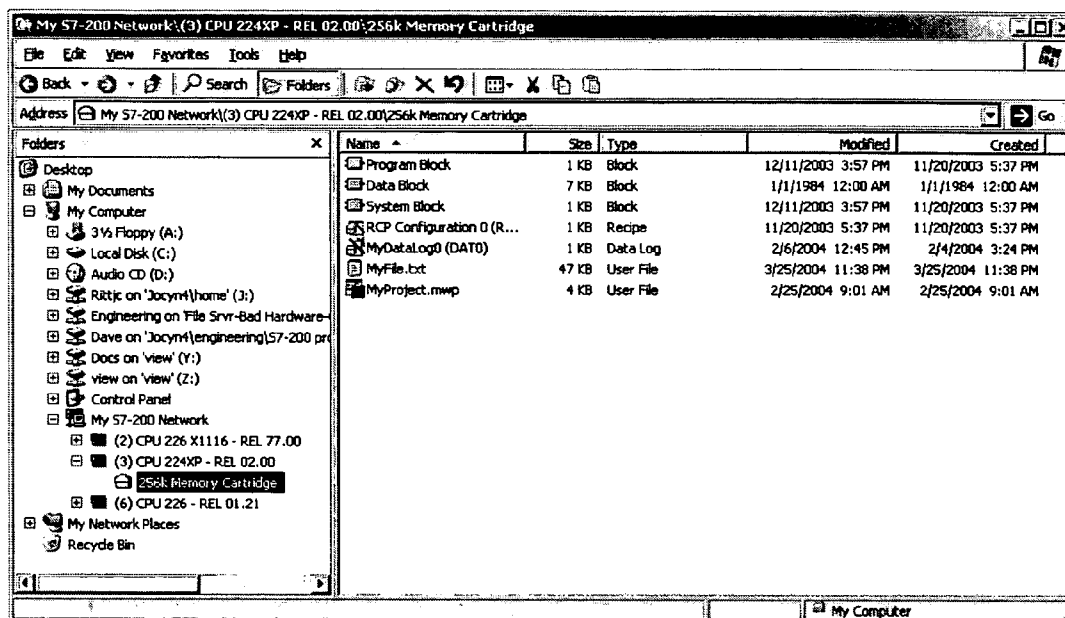 My S7-200 Network\(3) CPU 224XP - REL 02.00\256k Memory Cartridge
File Edit View Favorites Tools Help
Back Search Folders
Address My S7-200 Network\(3) CPU 224XP - REL 02.00\256k Memory Cartridge Go
Folders
Desktop
My Documents
My Computer
3½ Floppy (A:)
Local Disk (C:)
Audio CD (D:)
Rittjc on 'Jocyn4\home' (J:)
Engineering on 'File Srvr-Bad Hardware-
Dave on 'Jocyn4\engineering\S7-200 pro
Docs on 'view' (Y:)
view on 'view' (Z:)
Control Panel
My S7-200 Network
(2) CPU 226 X1116 - REL 77.00
(3) CPU 224XP - REL 02.00
256k Memory Cartridge
(6) CPU 226 - REL 01.21
My Network Places
Recycle Bin
Name Size Type Modified Created
Program Block 1 KB Block 12/11/2003 3:57 PM 11/20/2003 5:37 PM
Data Block 7 KB Block 1/1/1984 12:00 AM 1/1/1984 12:00 AM
System Block 1 KB Block 12/11/2003 3:57 PM 11/20/2003 5:37 PM
RCP Configuration 0 (R... 1 KB Recipe 11/20/2003 5:37 PM 11/20/2003 5:37 PM
MyDataLog0 (DAT0) 1 KB Data Log 2/6/2004 12:45 PM 2/4/2004 3:24 PM
MyFile.txt 47 KB User File 3/25/2004 11:38 PM 3/25/2004 11:38 PM
MyProject.mwp 4 KB User File 2/25/2004 9:01 AM 2/25/2004 9:01 AM
My Computer